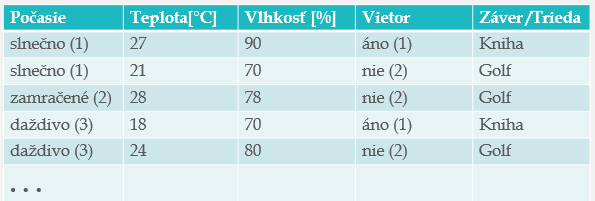 Počasie Teplota[°C] Vlhkosť [%] Vietor Záver/Trieda
slnečno (1) 27 90 áno (1) Kniha
slnečno (1) 21 70 nie (2) Golf
zamračené (2) 28 78 nie (2) Golf
daždivo (3) 18 70 áno (1) Kniha
daždivo (3) 24 80 nie (2) Golf
. . .